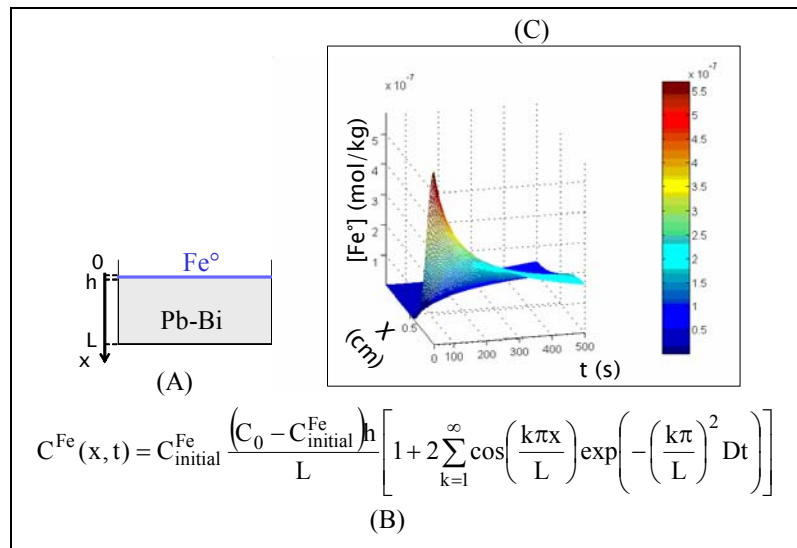 (C)
x 10⁻⁷
5
4
3
2
1
[Fe°] (mol/kg)
0.5
X
(cm)
0 100 200 300 400 500
t (s)
x 10⁻⁷
5.5
5
4.5
4
3.5
3
2.5
2
1.5
1
0.5
0
Fe°
h
Pb-Bi
L
x
(A)
C^Fe(x, t) = C^Fe_initial (C₀ − C^Fe_initial)h / L [1 + 2 ∑_{k=1}^{∞} cos(kπx / L) exp(−(kπ / L)² Dt)]
(B)